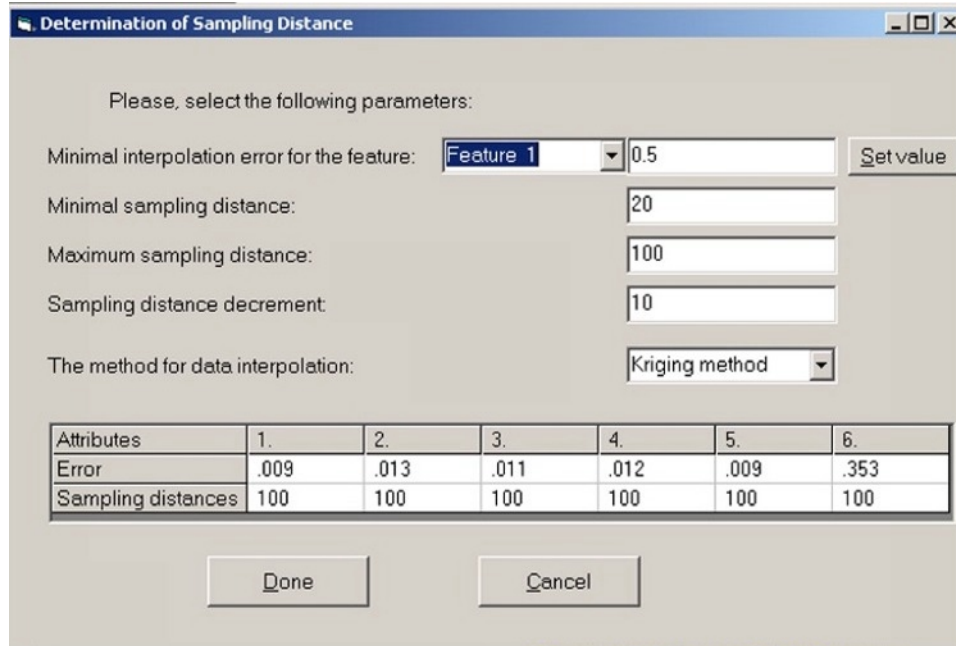 Determination of Sampling Distance
Please, select the following parameters:
Minimal interpolation error for the feature: Feature 1 0.5 Set value
Minimal sampling distance: 20
Maximum sampling distance: 100
Sampling distance decrement: 10
The method for data interpolation: Kriging method
Attributes 1. 2. 3. 4. 5. 6.
Error .009 .013 .011 .012 .009 .353
Sampling distances 100 100 100 100 100 100
Done Cancel